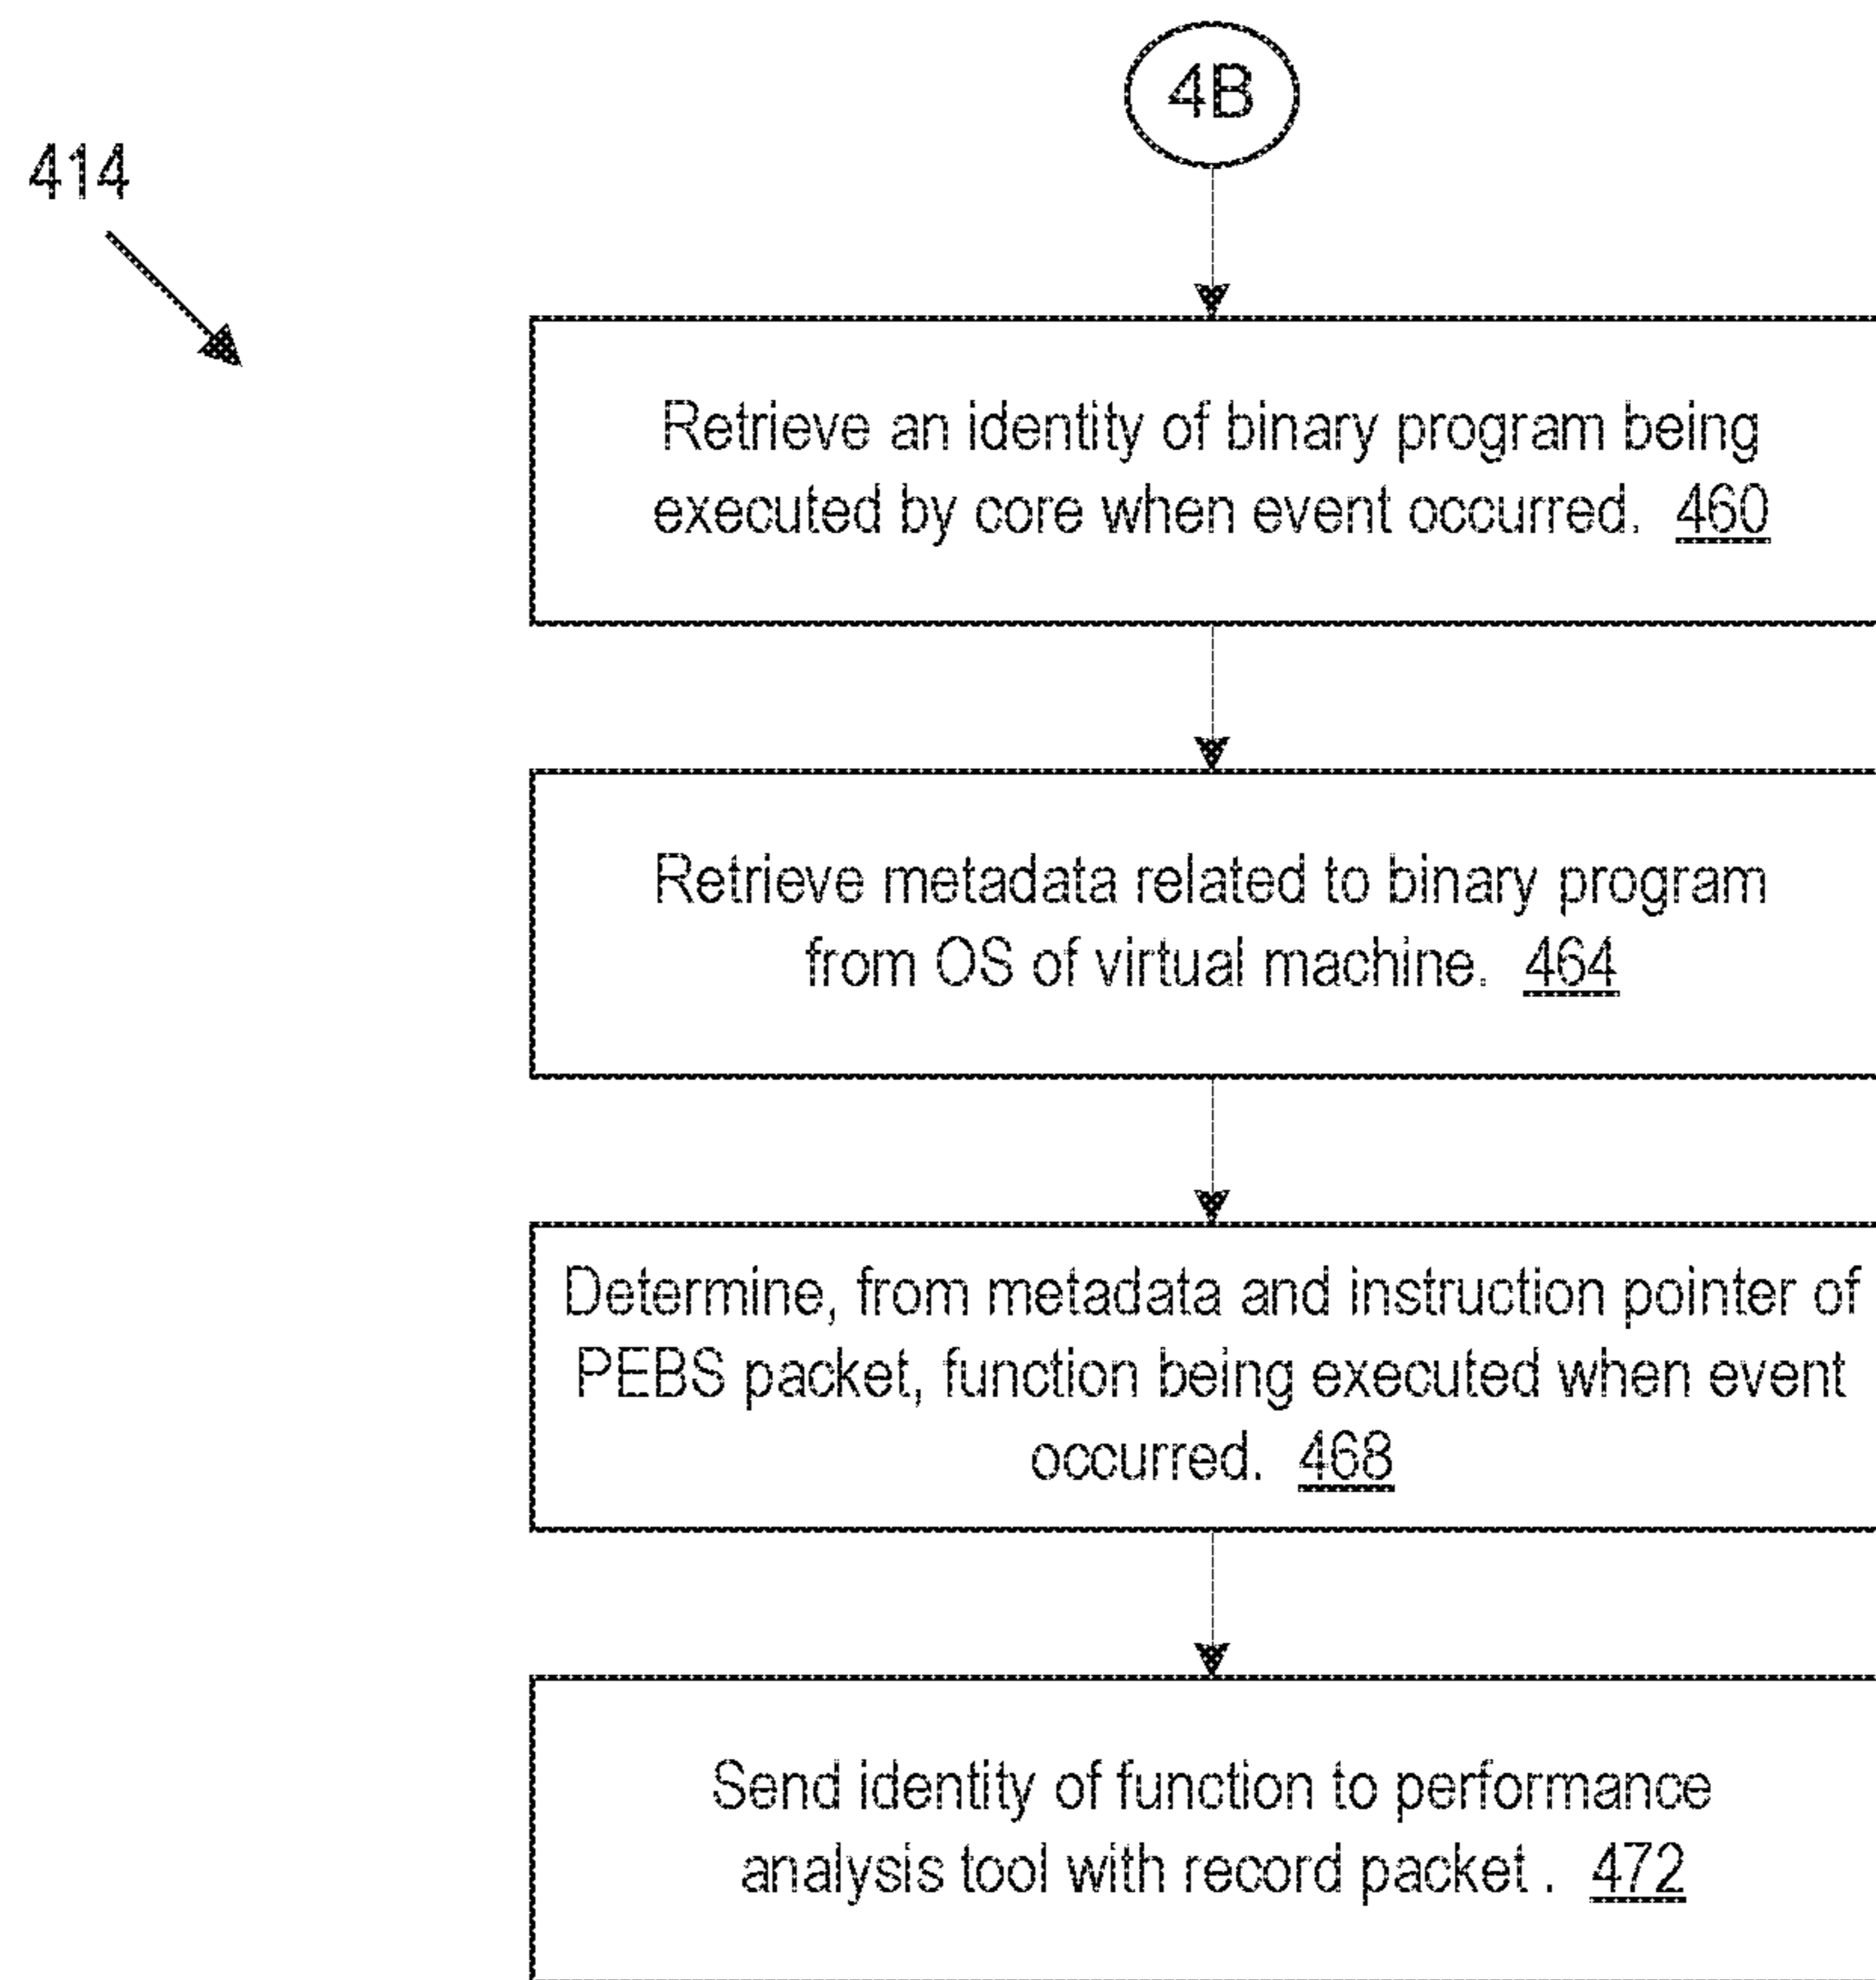 4B
414
Retrieve an identity of binary program being
executed by core when event occurred. 460
Retrieve metadata related to binary program
from OS of virtual machine. 464
Determine, from metadata and instruction pointer of
PEBS packet, function being executed when event
occurred. 468
Send identity of function to performance
analysis tool with record packet . 472